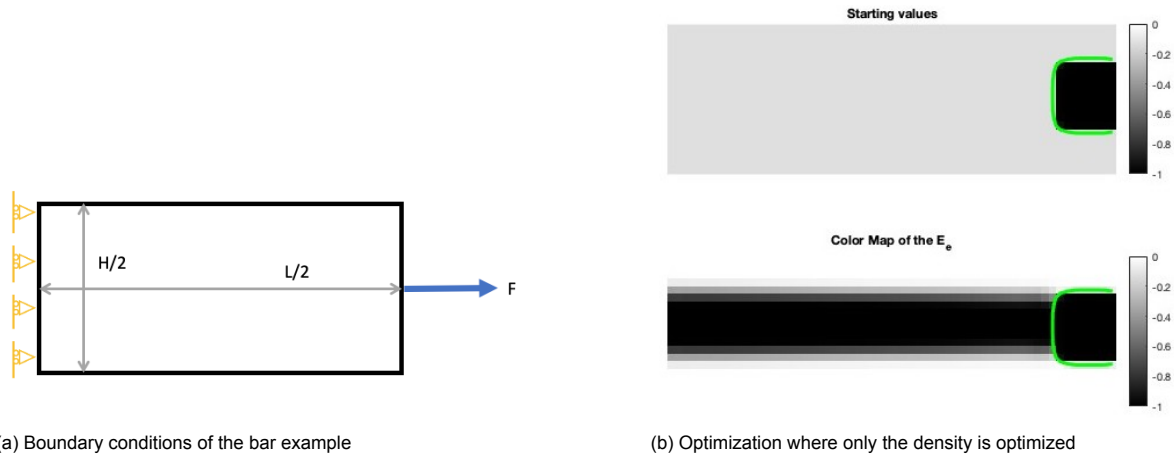 Starting values
0
-0.2
-0.4
-0.6
-0.8
-1
H/2
L/2
F
Color Map of the E_e
0
-0.2
-0.4
-0.6
-0.8
-1
(a) Boundary conditions of the bar example
(b) Optimization where only the density is optimized